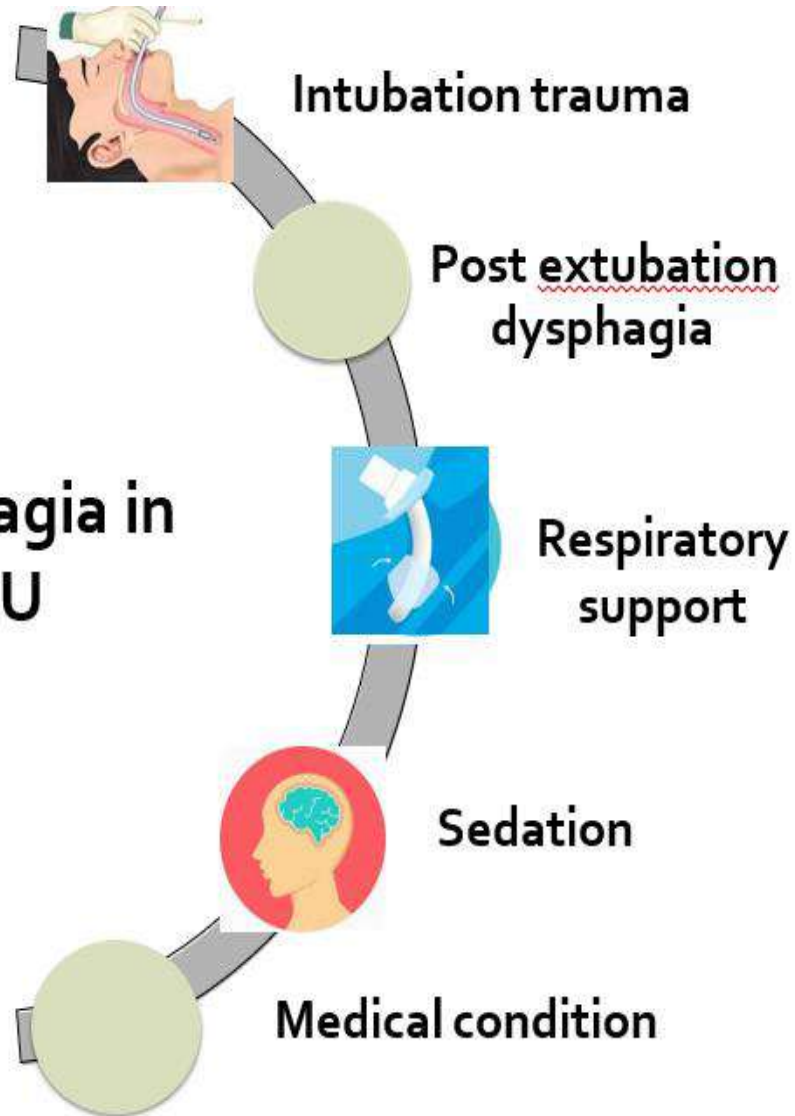 Intubation trauma
Post extubation
dysphagia
agia in
U
Respiratory
support
Sedation
Medical condition